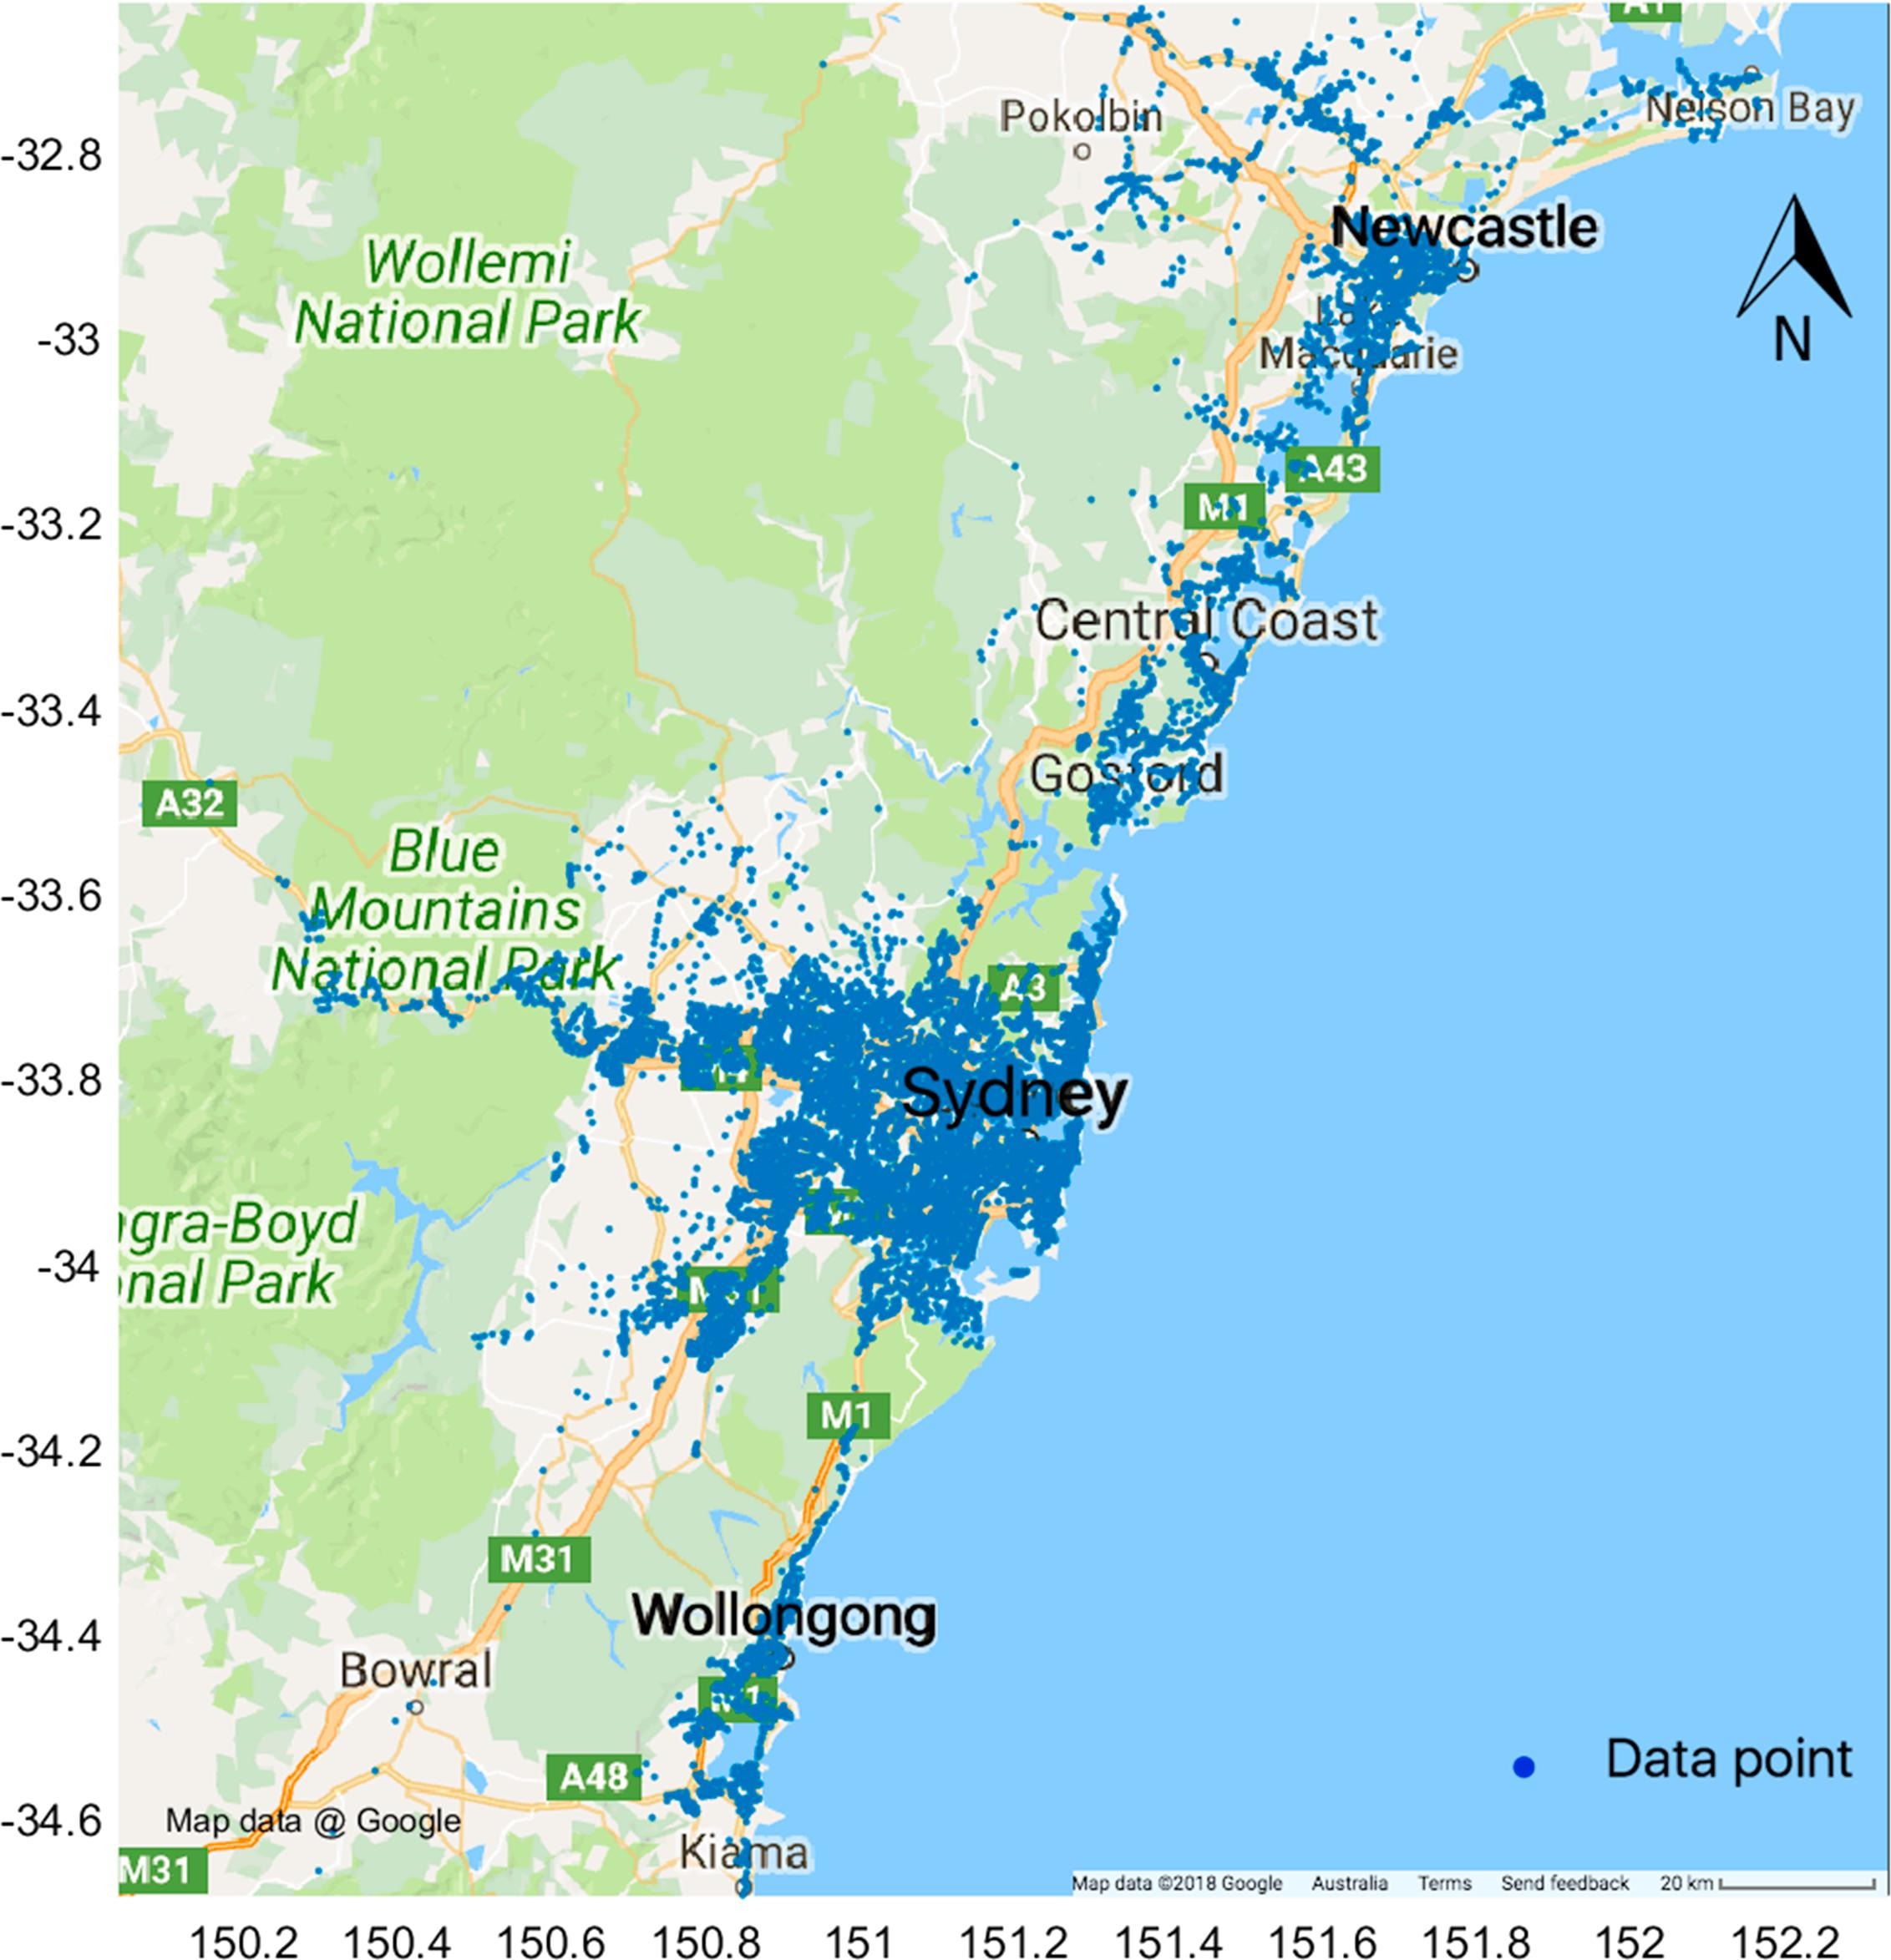 A1
Pokolbin
Nelson Bay
-32.8
Newcastle
Wollemi
National Park
-33
Lake
Macquarie
N
A43
-33.2
M1
Central Coast
-33.4
Gosford
A32
Blue
Mountains
National Park
-33.6
A3
-33.8
M4
Sydney
ngra-Boyd
onal Park
-34
M31
M1
-34.2
M31
Wollongong
-34.4
Bowral
M1
A48
Data point
-34.6
Map data @ Google
Kiama
M31
Map data ©2018 Google Australia Terms Send feedback 20 km
150.2 150.4 150.6 150.8 151 151.2 151.4 151.6 151.8 152 152.2